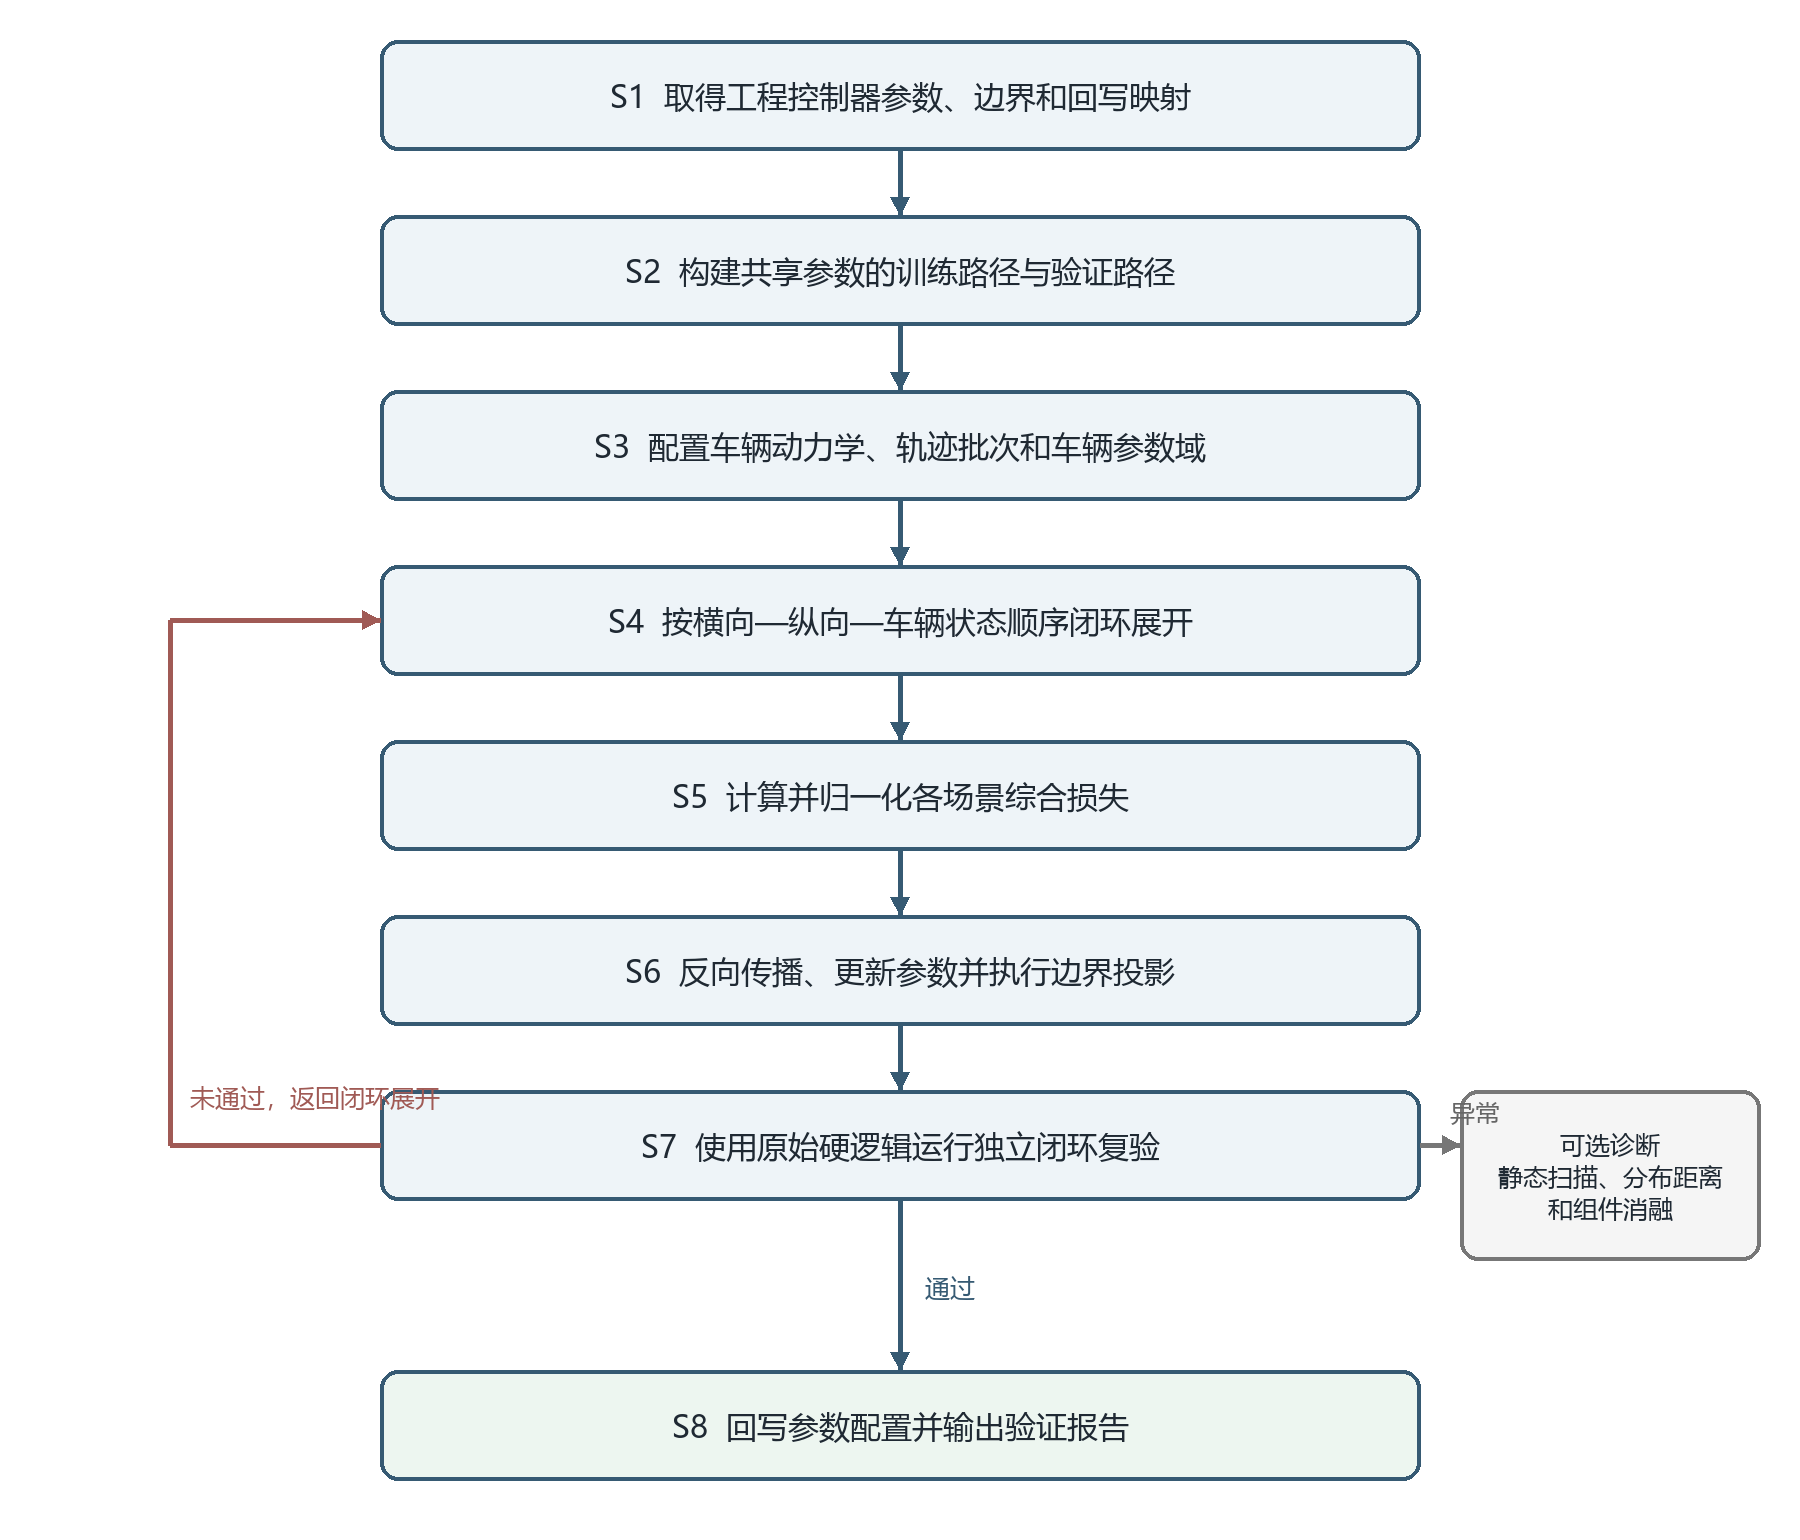 S1 取得工程控制器参数、边界和回写映射
S2 构建共享参数的训练路径与验证路径
S3 配置车辆动力学、轨迹批次和车辆参数域
S4 按横向—纵向—车辆状态顺序闭环展开
S5 计算并归一化各场景综合损失
S6 反向传播、更新参数并执行边界投影
未通过，返回闭环展开
S7 使用原始硬逻辑运行独立闭环复验
异常
可选诊断
静态扫描、分布距离
和组件消融
通过
S8 回写参数配置并输出验证报告